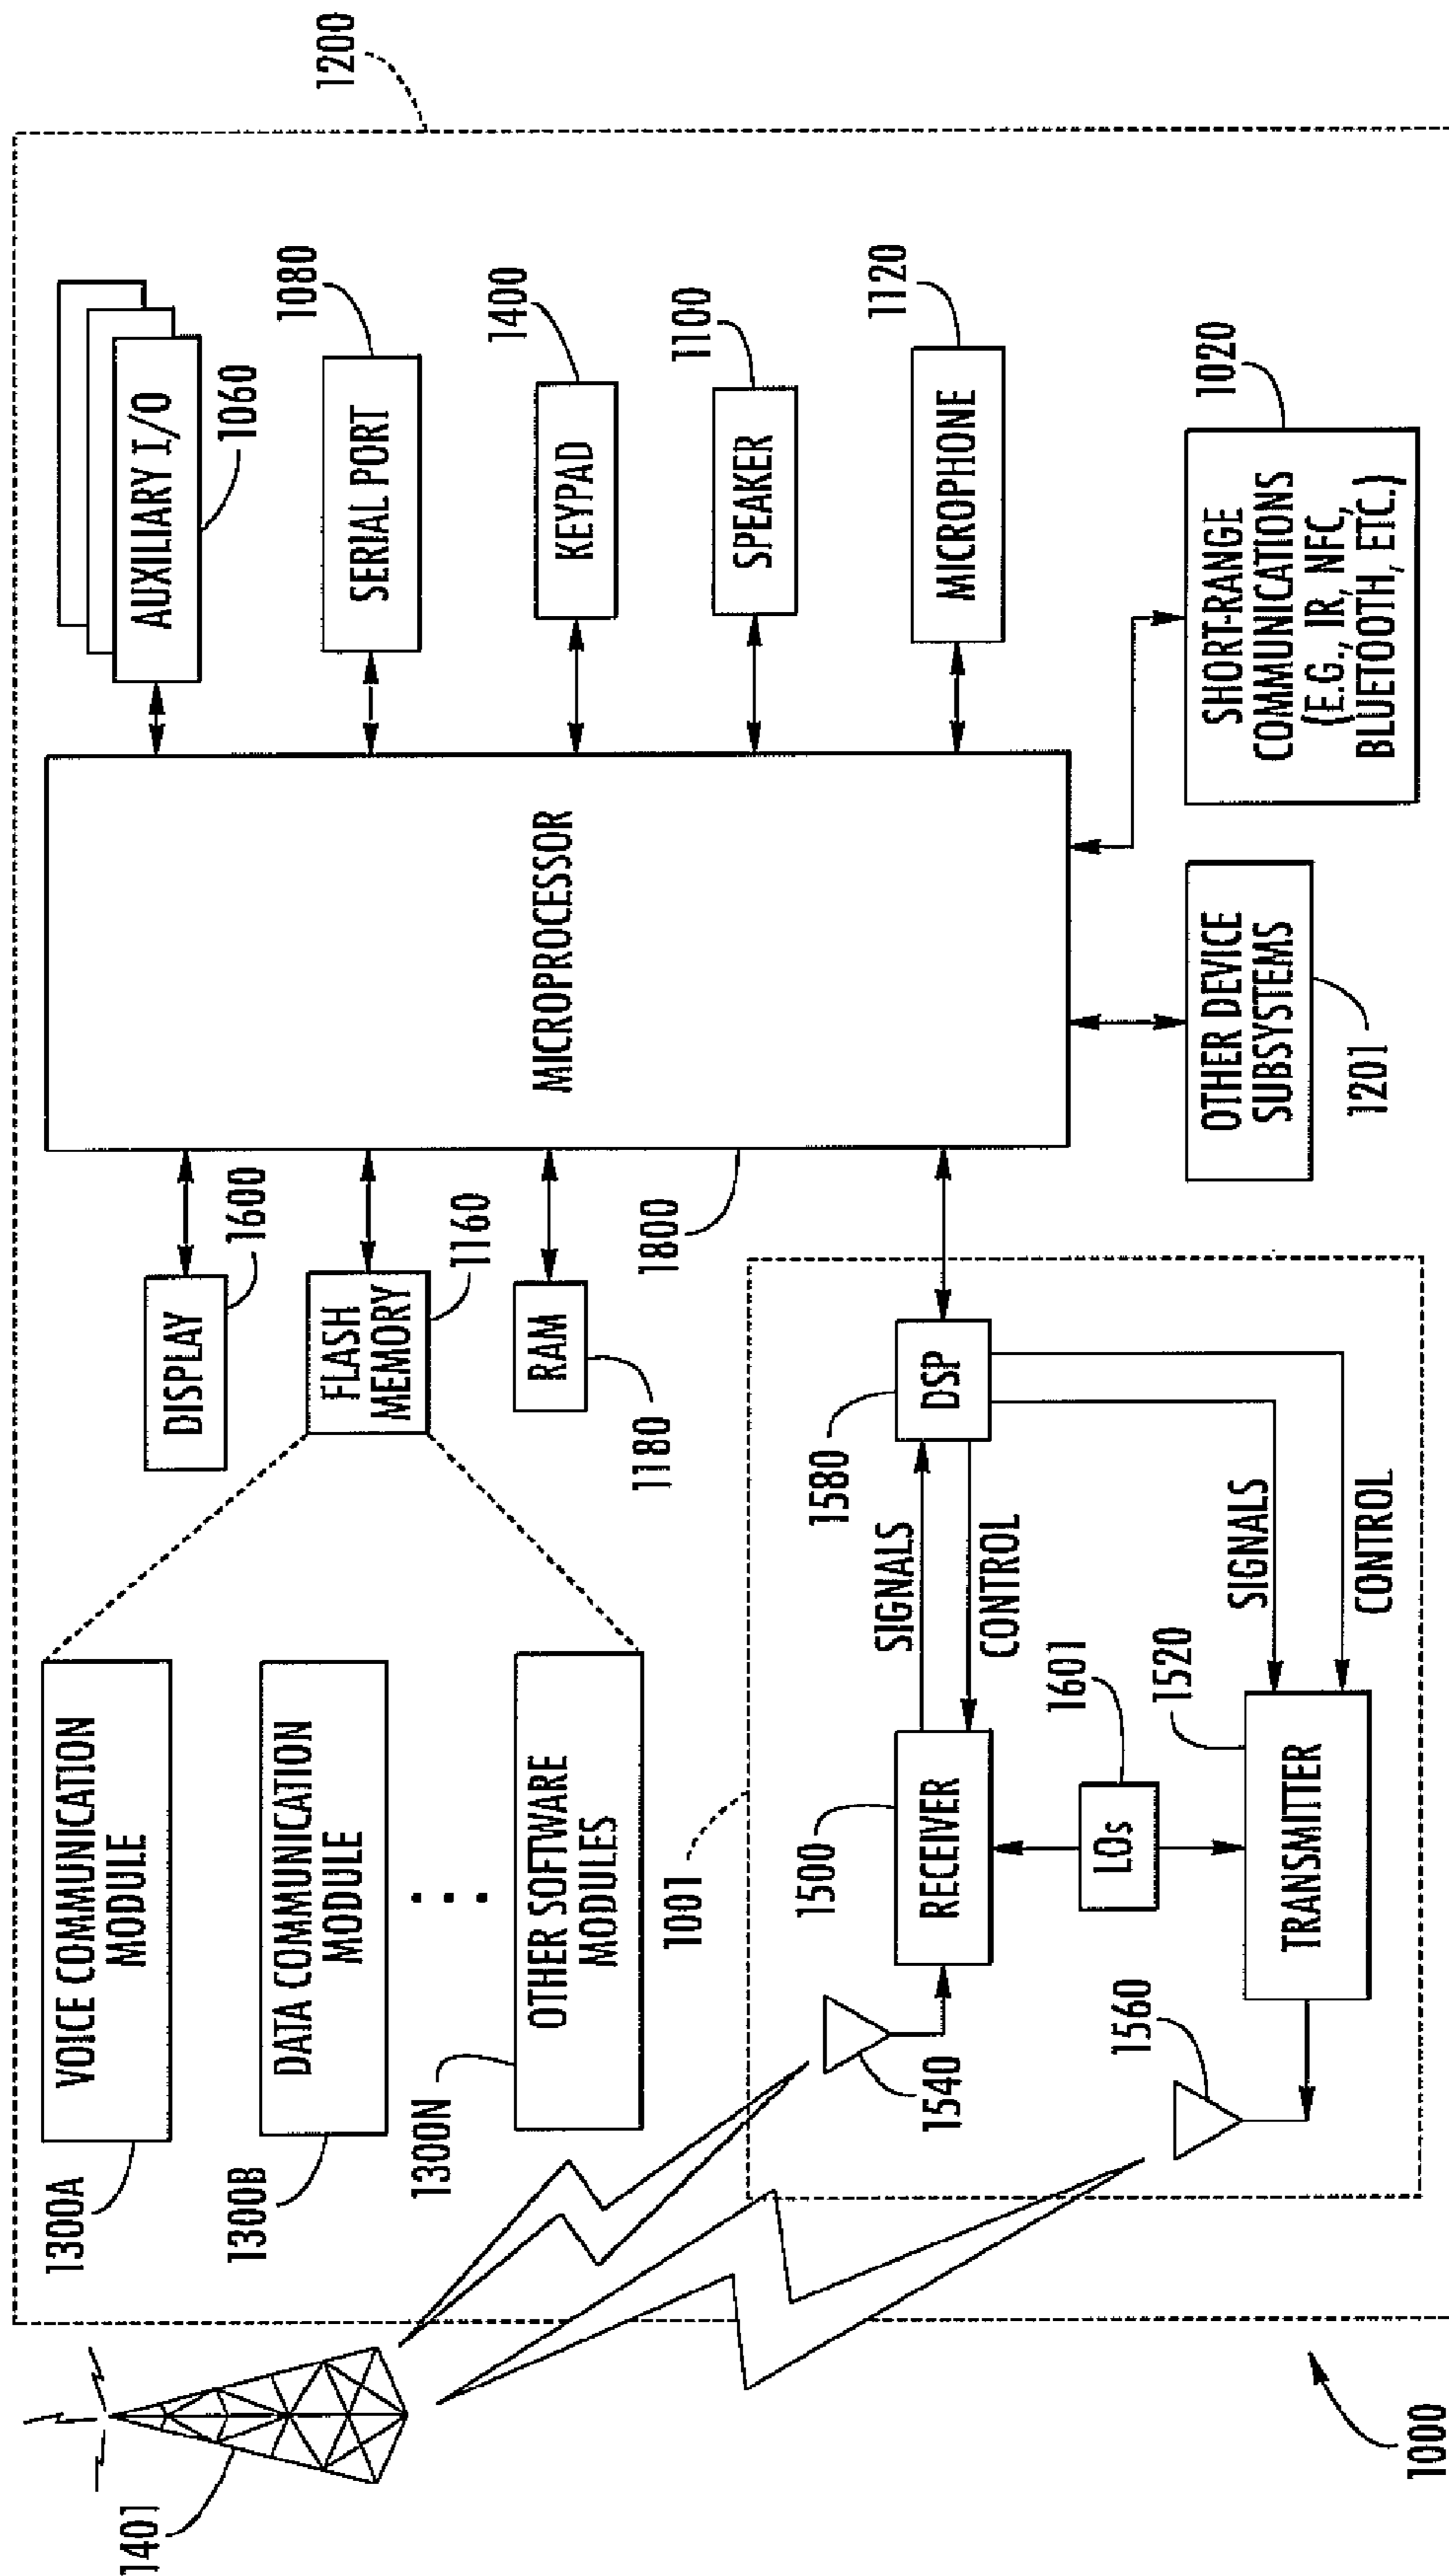 1200
AUXILIARY I/O
1060
SERIAL PORT
1080
KEYPAD
1400
SPEAKER
1100
MICROPHONE
1120
SHORT-RANGE
COMMUNICATIONS
(E.G., IR, NFC,
BLUETOOTH, ETC.)
1020
MICROPROCESSOR
1800
OTHER DEVICE
SUBSYSTEMS
1201
DISPLAY
1600
FLASH
MEMORY
1160
RAM
1180
VOICE COMMUNICATION
MODULE
1300A
DATA COMMUNICATION
MODULE
1300B
OTHER SOFTWARE
MODULES
1300N
1001
DSP
1580
SIGNALS
CONTROL
SIGNALS
CONTROL
RECEIVER
1500
LOs
1601
TRANSMITTER
1520
1540
1560
1401
1000